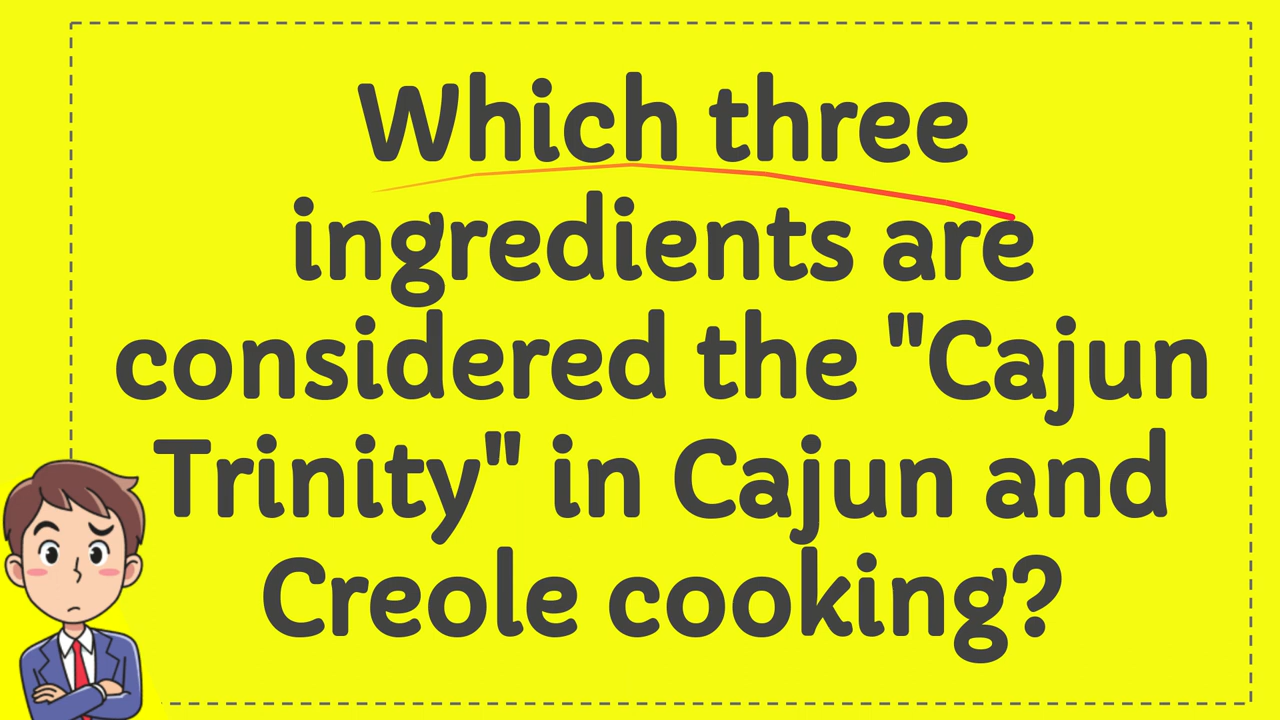 Which three
ingredients are
considered the "Cajun
Trinity" in Cajun and
Creole cooking?